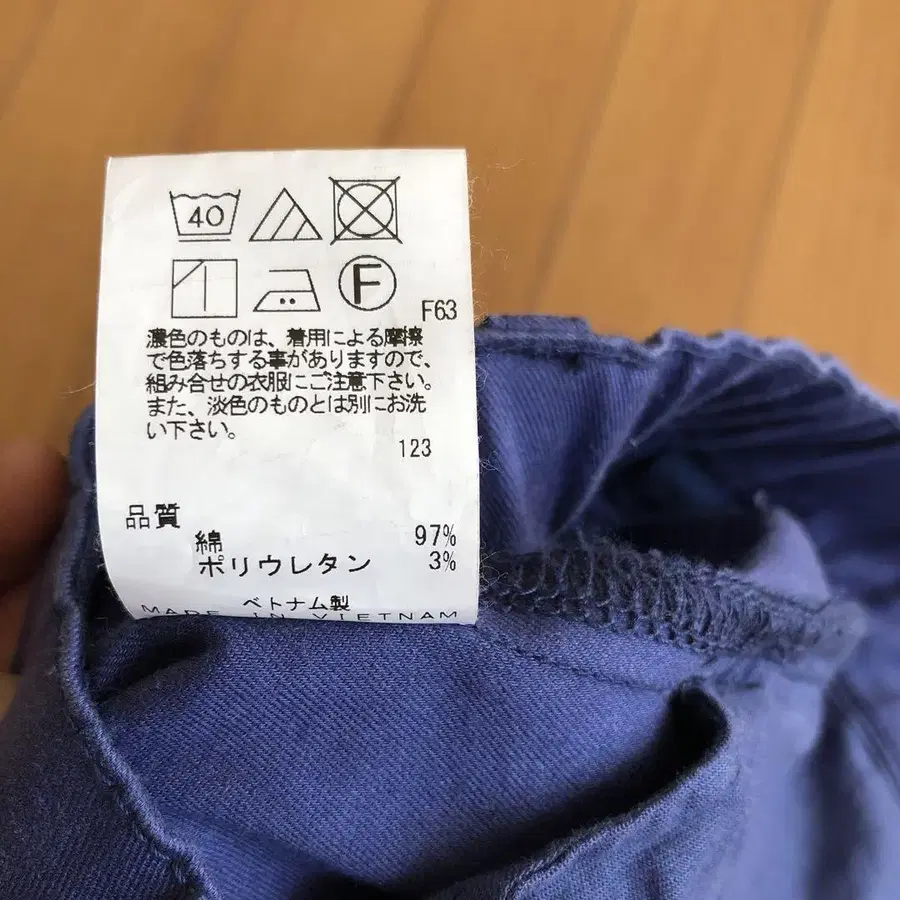 40
F
F63
濃色のものは、着用による摩擦
で色落ちする事がありますので、
組み合せの衣服にご注意下さい。
また、淡色のものとは別にお洗
い下さい。
123
品質
綿 97%
ポリウレタン 3%
ベトナム製
MADE IN VIETNAM